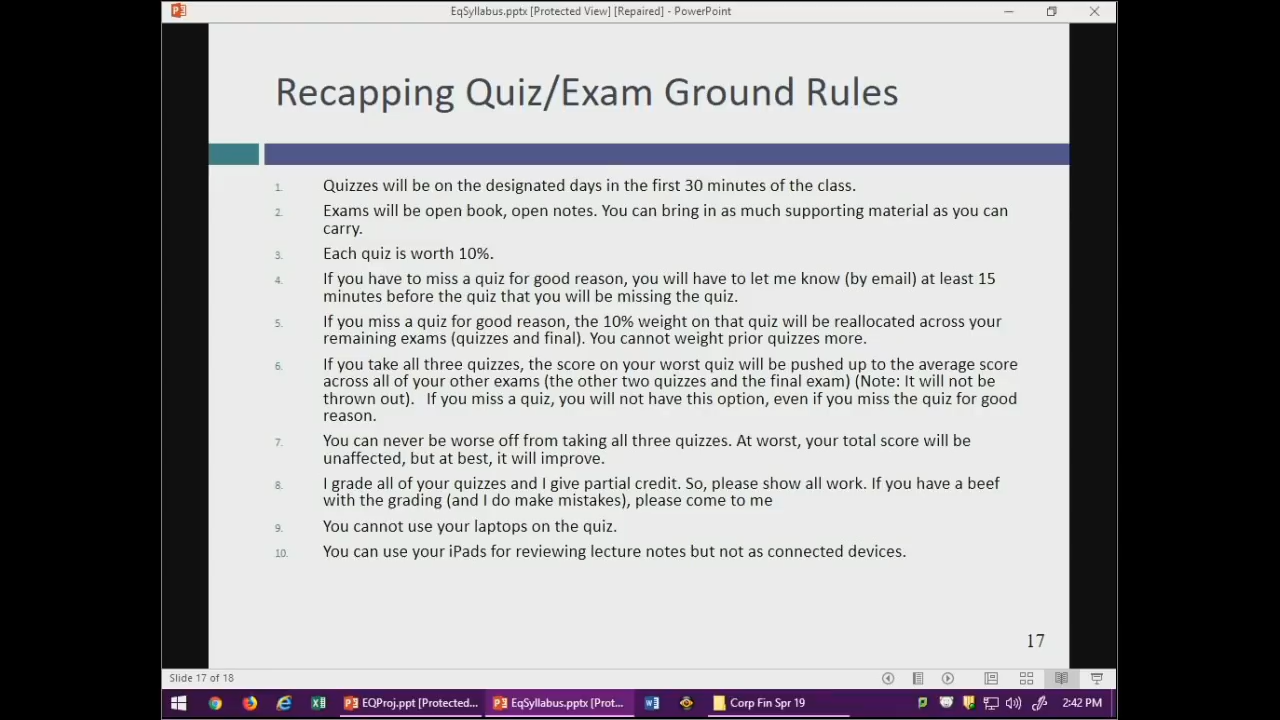 EqSyllabus.pptx [Protected View] [Repaired] - PowerPoint
Recapping Quiz/Exam Ground Rules
1. Quizzes will be on the designated days in the first 30 minutes of the class.
2. Exams will be open book, open notes. You can bring in as much supporting material as you can
carry.
3. Each quiz is worth 10%.
4. If you have to miss a quiz for good reason, you will have to let me know (by email) at least 15
minutes before the quiz that you will be missing the quiz.
5. If you miss a quiz for good reason, the 10% weight on that quiz will be reallocated across your
remaining exams (quizzes and final). You cannot weight prior quizzes more.
6. If you take all three quizzes, the score on your worst quiz will be pushed up to the average score
across all of your other exams (the other two quizzes and the final exam) (Note: It will not be
thrown out). If you miss a quiz, you will not have this option, even if you miss the quiz for good
reason.
7. You can never be worse off from taking all three quizzes. At worst, your total score will be
unaffected, but at best, it will improve.
8. I grade all of your quizzes and I give partial credit. So, please show all work. If you have a beef
with the grading (and I do make mistakes), please come to me
9. You cannot use your laptops on the quiz.
10. You can use your iPads for reviewing lecture notes but not as connected devices.
17
Slide 17 of 18
EQProj.ppt [Protected... EqSyllabus.pptx [Prot... Corp Fin Spr 19 2:42 PM